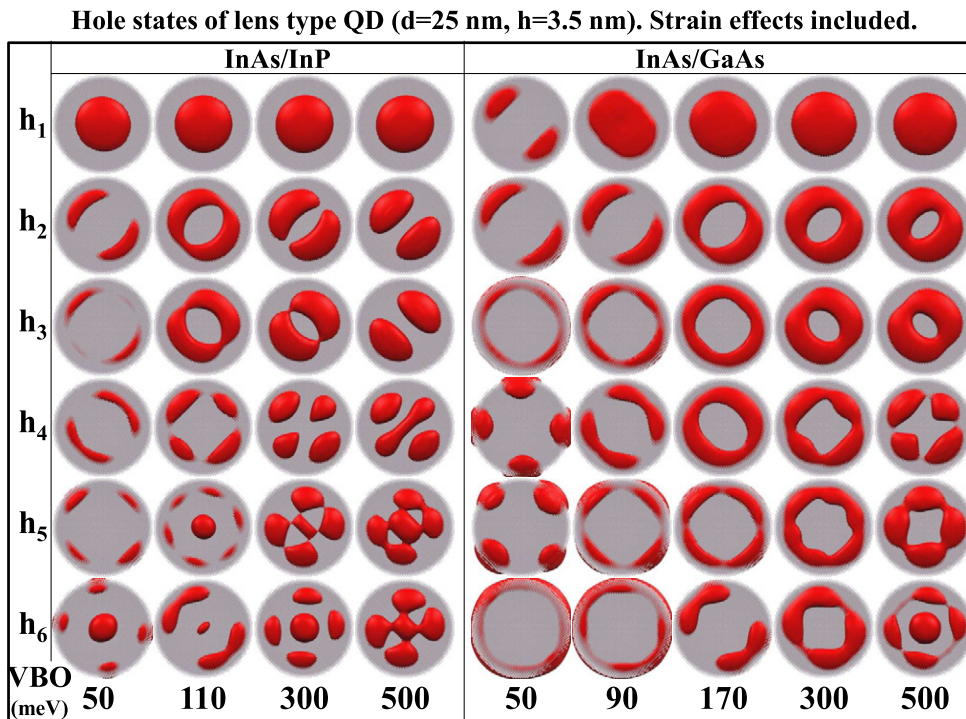 Hole states of lens type QD (d=25 nm, h=3.5 nm). Strain effects included.
InAs/InP InAs/GaAs
h1
h2
h3
h4
h5
h6
VBO
(meV) 50 110 300 500 50 90 170 300 500